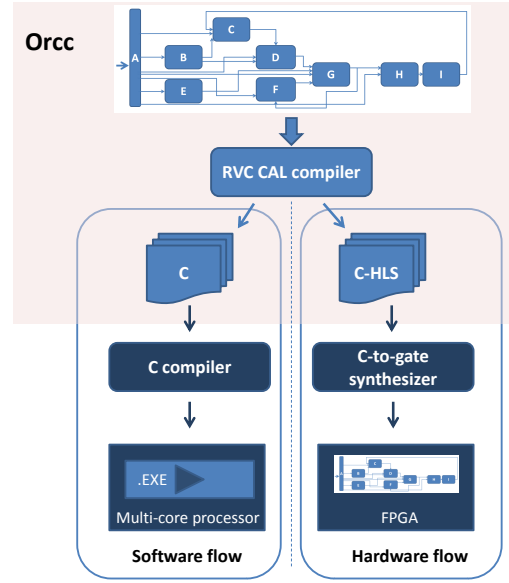 Orcc
A
C
B
D
G
H
I
E
F
RVC CAL compiler
C
C-HLS
C compiler
C-to-gate
synthesizer
.EXE
Multi-core processor
FPGA
Software flow
Hardware flow